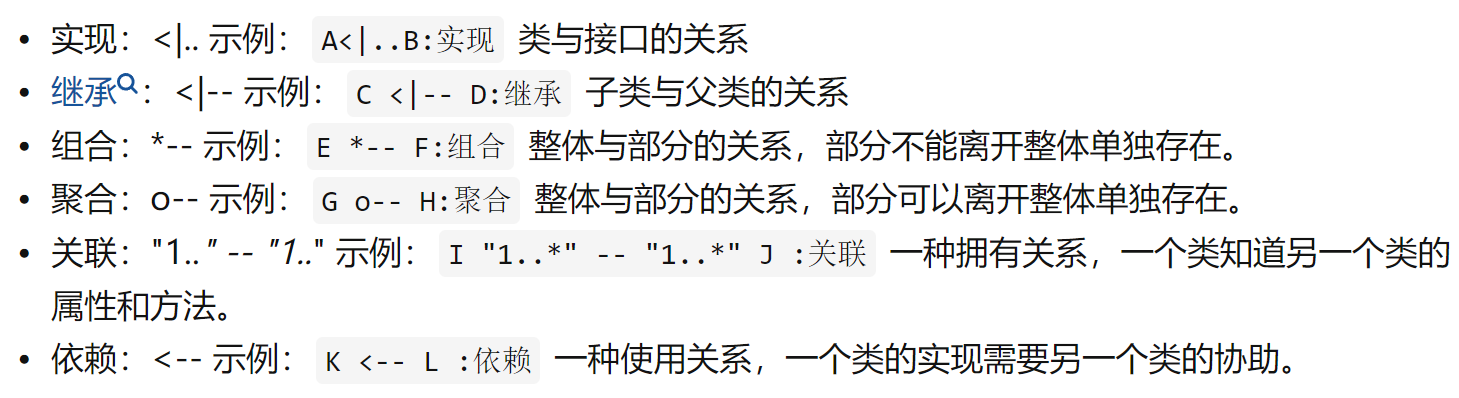 • 实现：<|.. 示例： A<|..B:实现 类与接口的关系
• 继承：<|-- 示例： C <|-- D:继承 子类与父类的关系
• 组合：*-- 示例： E *-- F:组合 整体与部分的关系，部分不能离开整体单独存在。
• 聚合：o-- 示例： G o-- H:聚合 整体与部分的关系，部分可以离开整体单独存在。
• 关联："1.." -- "1.." 示例： I "1..*" -- "1..*" J :关联 一种拥有关系，一个类知道另一个类的
属性和方法。
• 依赖：<-- 示例： K <-- L :依赖 一种使用关系，一个类的实现需要另一个类的协助。